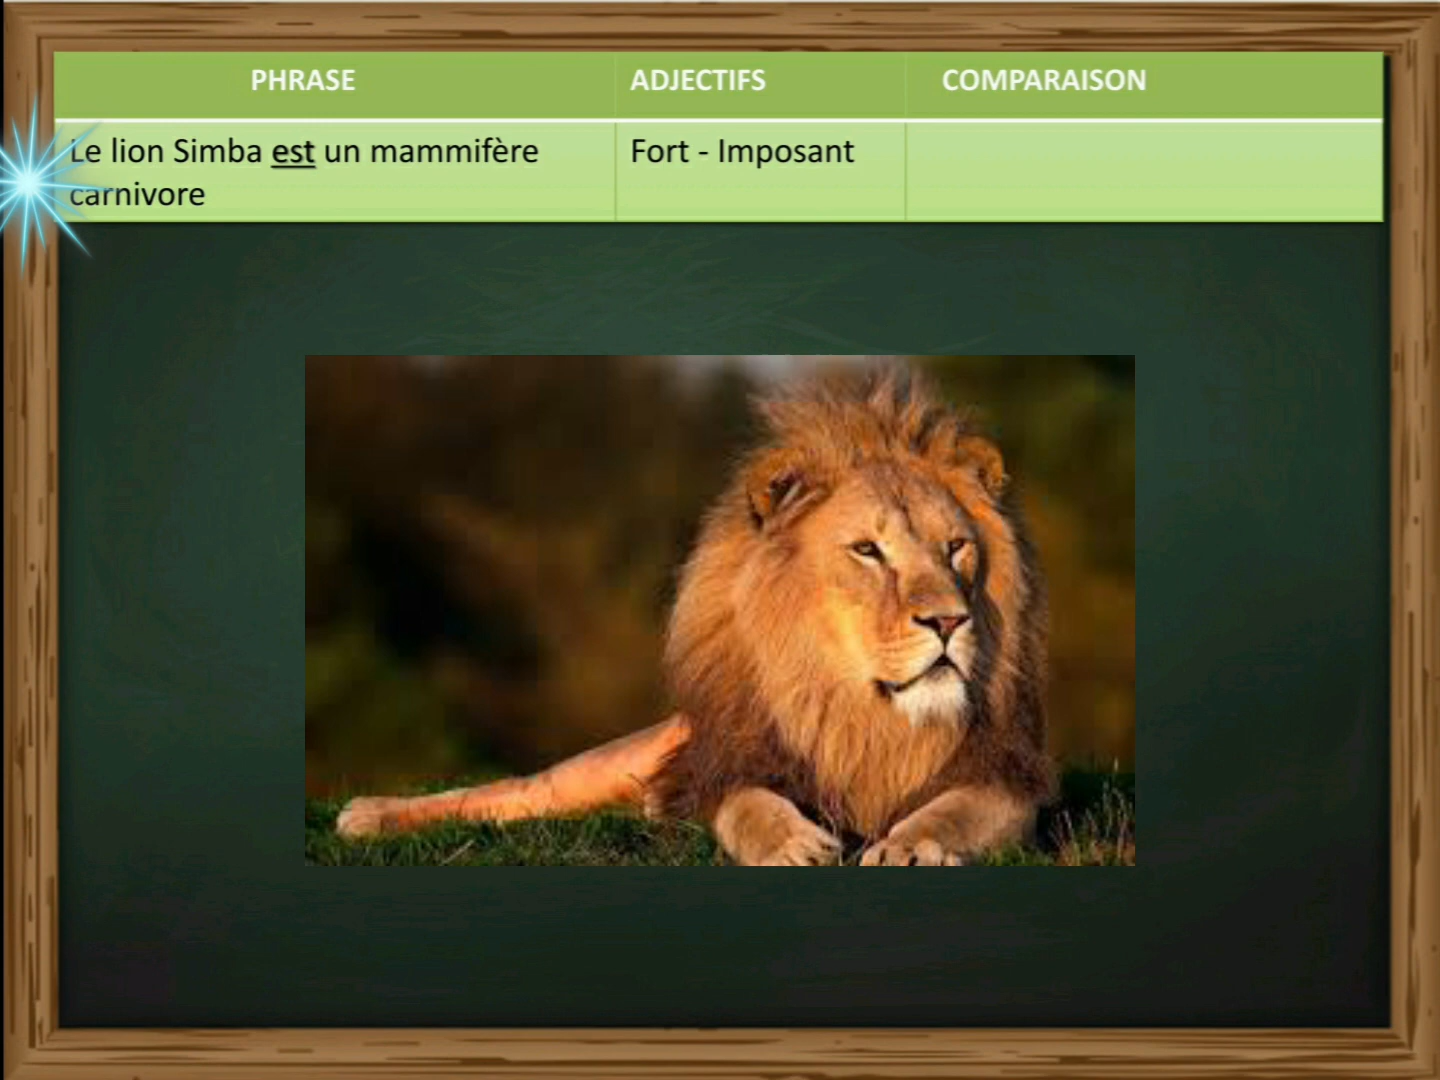 PHRASE ADJECTIFS COMPARAISON
Le lion Simba est un mammifère Fort - Imposant
carnivore